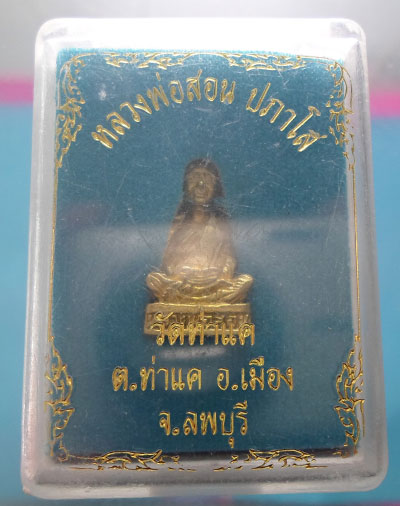 หลวงพ่อสอน ปภาโส
วัดท่าแค
ต.ท่าแค อ.เมือง
จ.ลพบุรี